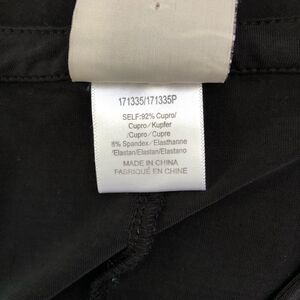 171335/171335P
SELF:92% Cupro/
Cupro/Kupfer
/Cupro/Cupre
8% Spandex/Elasthanne
/Elastan/Elastan/Elastano
MADE IN CHINA
FABRIQUÉ EN CHINE